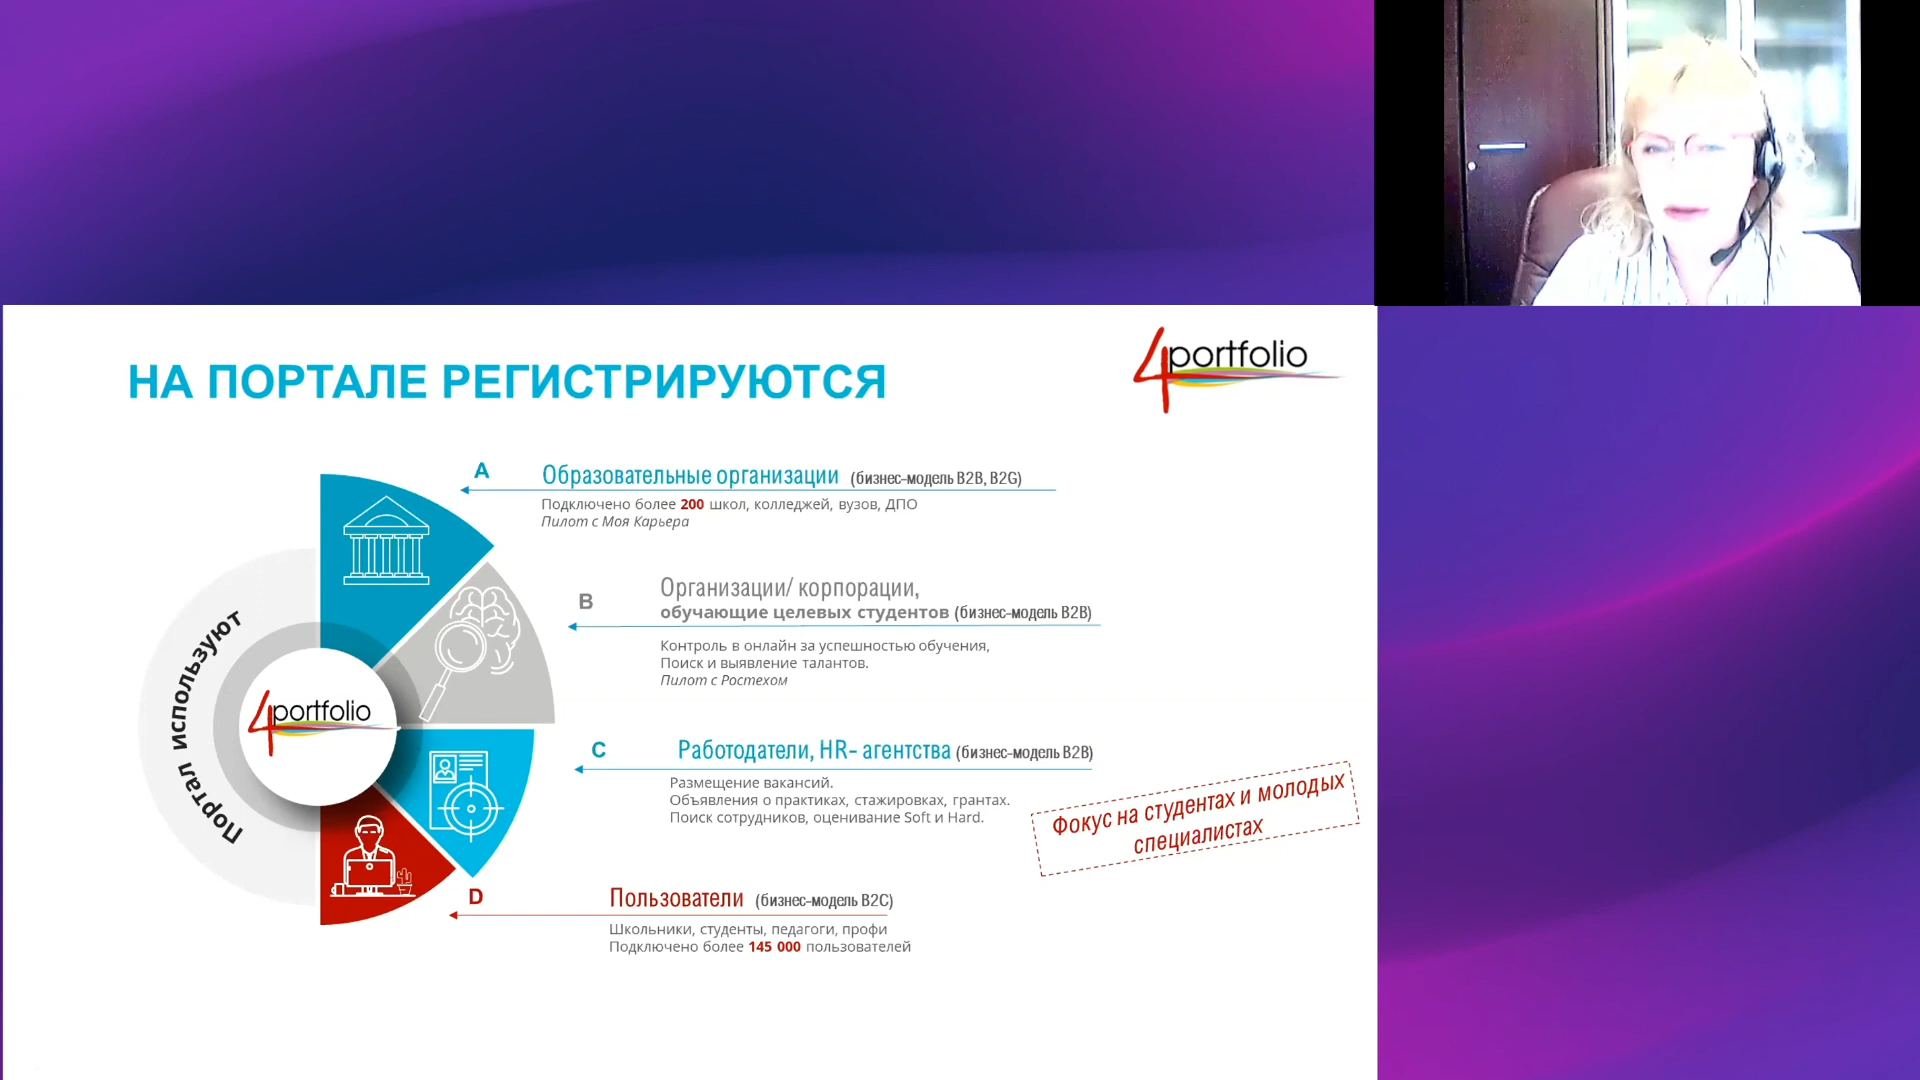 НА ПОРТАЛЕ РЕГИСТРИРУЮТСЯ
4portfolio
A
Образовательные организации (бизнес-модель B2B, B2G)
Подключено более 200 школ, колледжей, вузов, ДПО
Пилот с Моя Карьера
B
Организации/ корпорации,
обучающие целевых студентов (бизнес-модель B2B)
Контроль в онлайн за успешностью обучения,
Поиск и выявление талантов.
Пилот с Ростехом
Портал используют
4portfolio
C
Работодатели, HR- агентства (бизнес-модель B2B)
Размещение вакансий.
Объявления о практиках, стажировках, грантах.
Поиск сотрудников, оценивание Soft и Hard.
Фокус на студентах и молодых
специалистах
D
Пользователи (бизнес-модель B2C)
Школьники, студенты, педагоги, профи
Подключено более 145 000 пользователей